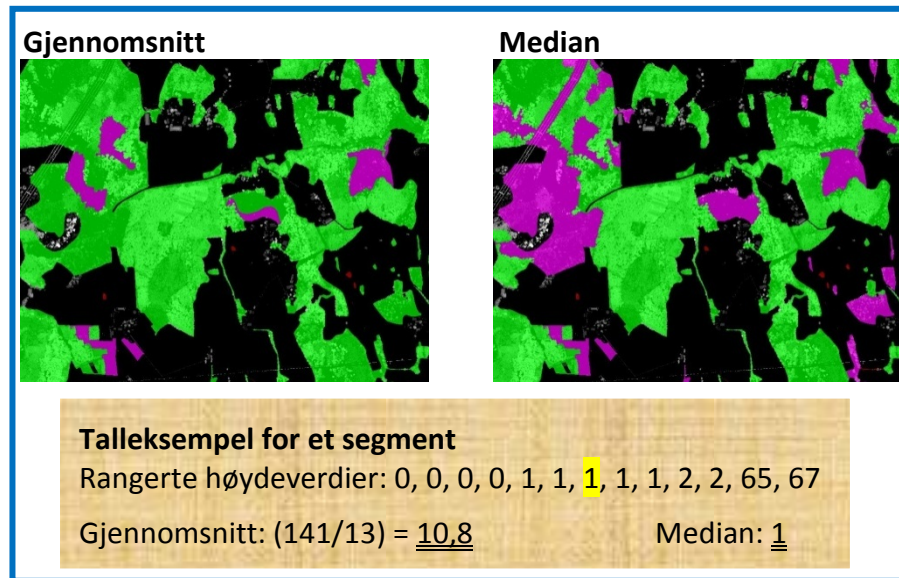 Gjennomsnitt
Median
Talleksempel for et segment
Rangerte høydeverdier: 0, 0, 0, 0, 1, 1, 1, 1, 1, 2, 2, 65, 67
Gjennomsnitt: (141/13) = 10,8 Median: 1